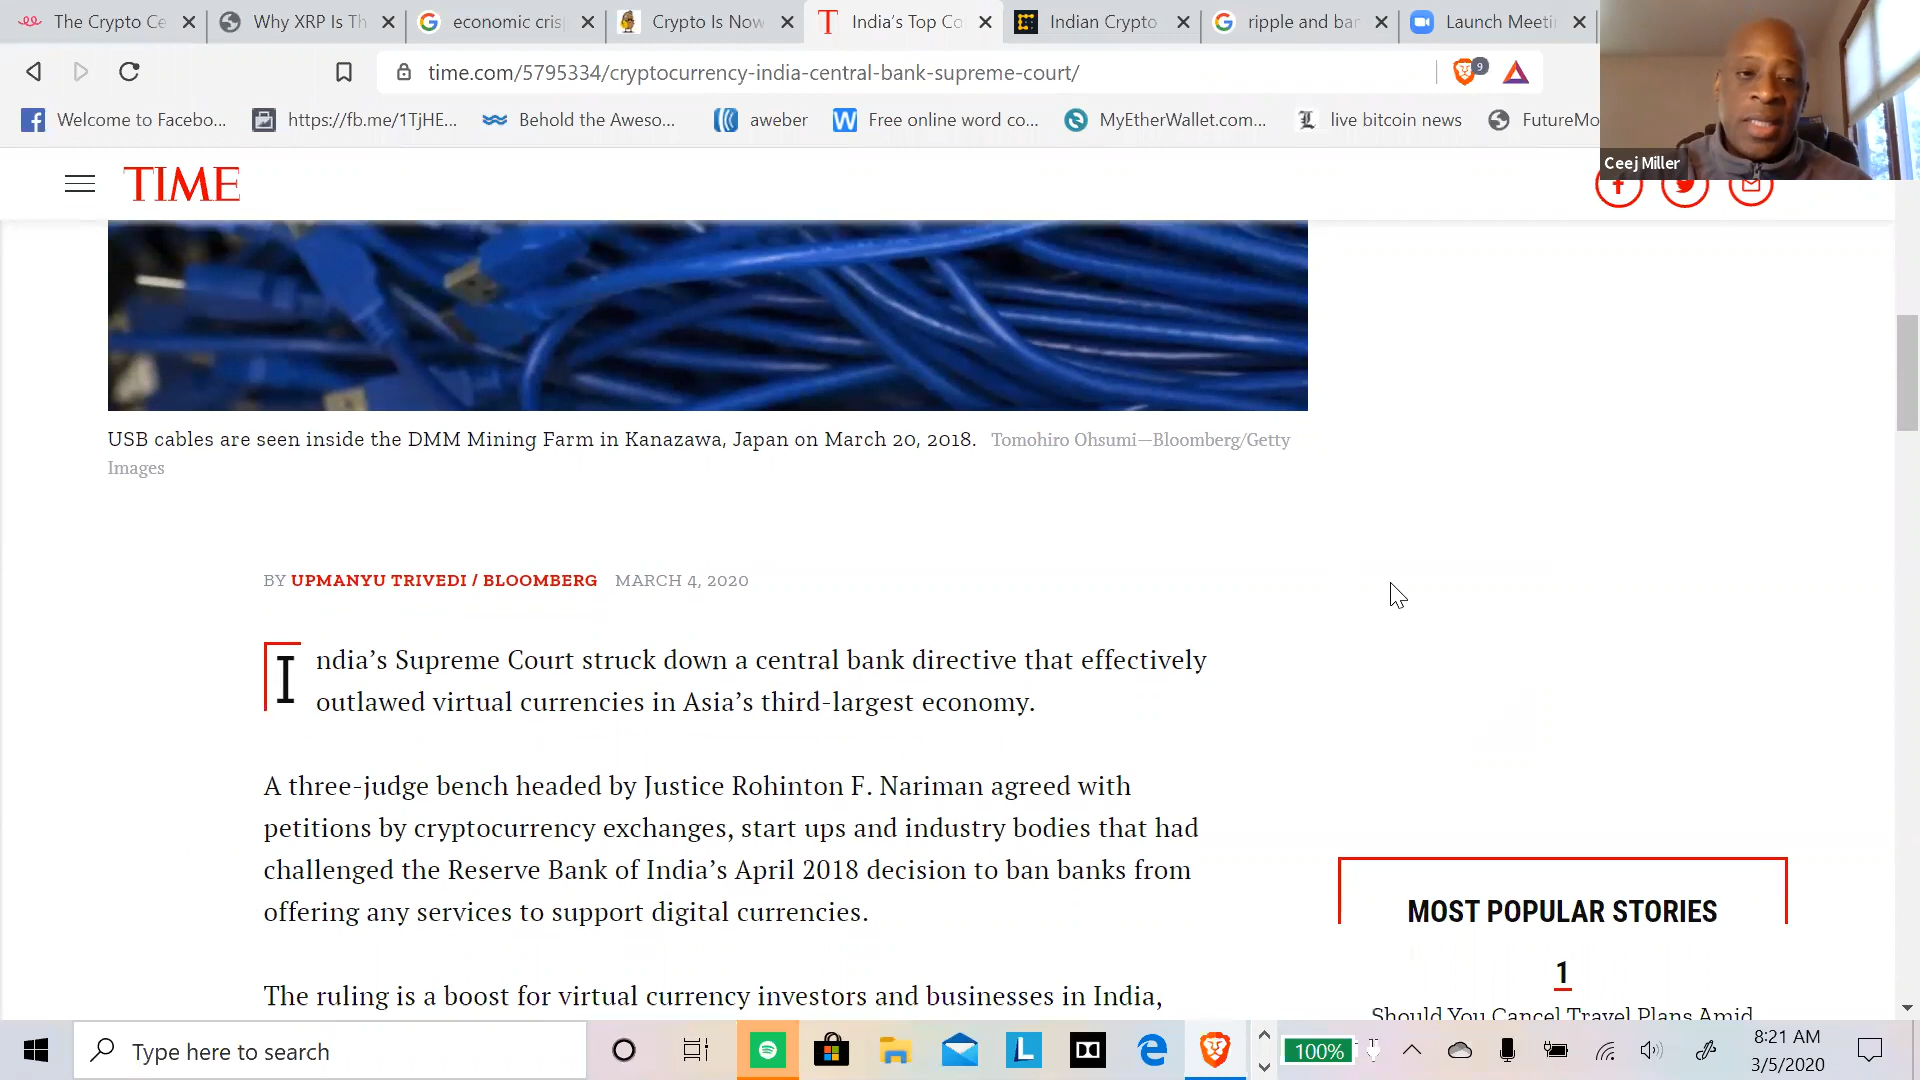 The Crypto Ce
Why XRP Is Th
economic cris
Crypto Is Now
India's Top Co
Indian Crypto
ripple and ban
Launch Meeti
time.com/5795334/cryptocurrency-india-central-bank-supreme-court/
9
Welcome to Facebo...
https://fb.me/1TjHE...
Behold the Aweso...
aweber
Free online word co...
MyEtherWallet.com...
live bitcoin news
FutureMo
Ceej Miller
TIME
USB cables are seen inside the DMM Mining Farm in Kanazawa, Japan on March 20, 2018. Tomohiro Ohsumi—Bloomberg/Getty
Images
BY UPMANYU TRIVEDI / BLOOMBERG MARCH 4, 2020
India's Supreme Court struck down a central bank directive that effectively
outlawed virtual currencies in Asia's third-largest economy.
A three-judge bench headed by Justice Rohinton F. Nariman agreed with
petitions by cryptocurrency exchanges, start ups and industry bodies that had
challenged the Reserve Bank of India's April 2018 decision to ban banks from
offering any services to support digital currencies.
The ruling is a boost for virtual currency investors and businesses in India,
MOST POPULAR STORIES
1
Should You Cancel Travel Plans Amid
Type here to search
100%
8:21 AM
3/5/2020